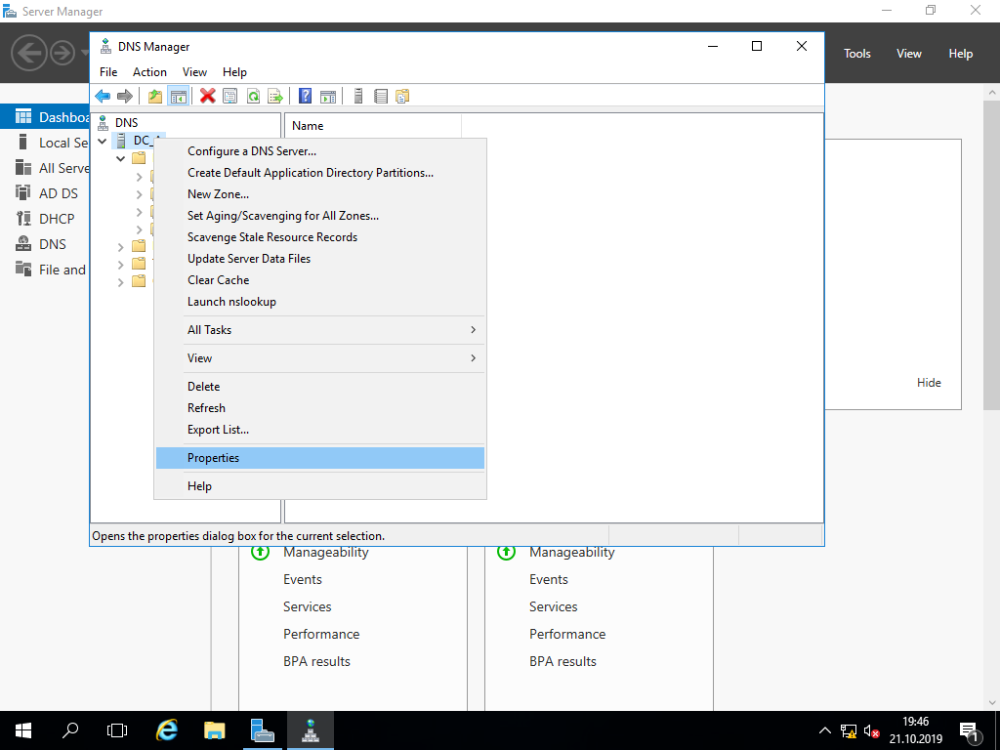 Server Manager
DNS Manager
Tools
View
Help
File
Action
View
Help
Dashboa
Local Se
All Serve
AD DS
DHCP
DNS
File and
DNS
DC_
Name
Configure a DNS Server...
Create Default Application Directory Partitions...
New Zone...
Set Aging/Scavenging for All Zones...
Scavenge Stale Resource Records
Update Server Data Files
Clear Cache
Launch nslookup
All Tasks
View
Delete
Refresh
Export List...
Properties
Help
Hide
Opens the properties dialog box for the current selection.
Manageability
Events
Services
Performance
BPA results
Manageability
Events
Services
Performance
BPA results
19:46
21.10.2019
1